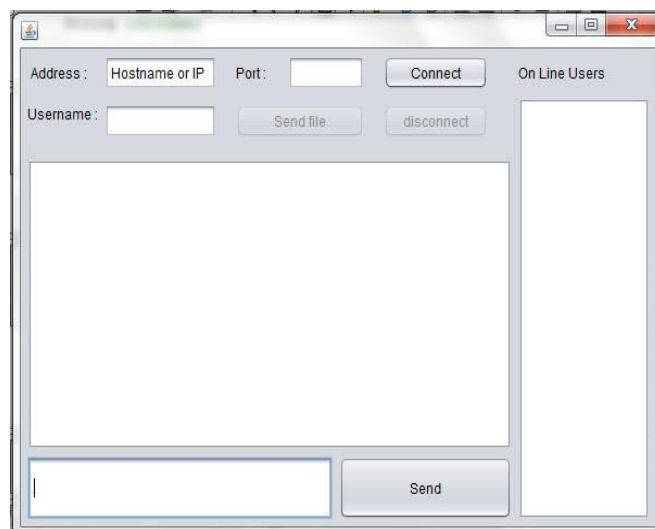 Address : Hostname or IP Port : Connect On Line Users
Username : Send file disconnect
Send